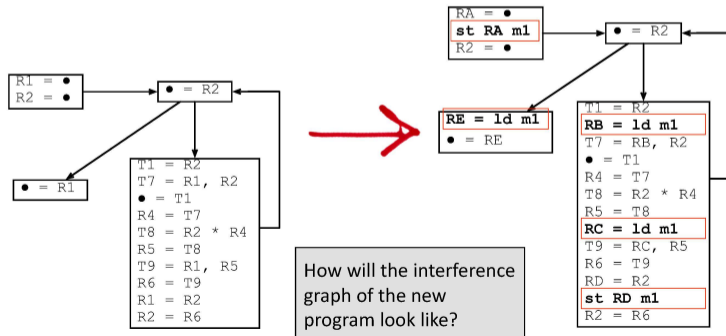 R1 = ●
R2 = ●
● = R2
● = R1
T1 = R2
T7 = R1, R2
● = T1
R4 = T7
T8 = R2 * R4
R5 = T8
T9 = R1, R5
R6 = T9
R1 = R2
R2 = R6
RA = ●
st RA m1
R2 = ●
● = R2
RE = ld m1
● = RE
T1 = R2
RB = ld m1
T7 = RB, R2
● = T1
R4 = T7
T8 = R2 * R4
R5 = T8
RC = ld m1
T9 = RC, R5
R6 = T9
RD = R2
st RD m1
R2 = R6
How will the interference
graph of the new
program look like?